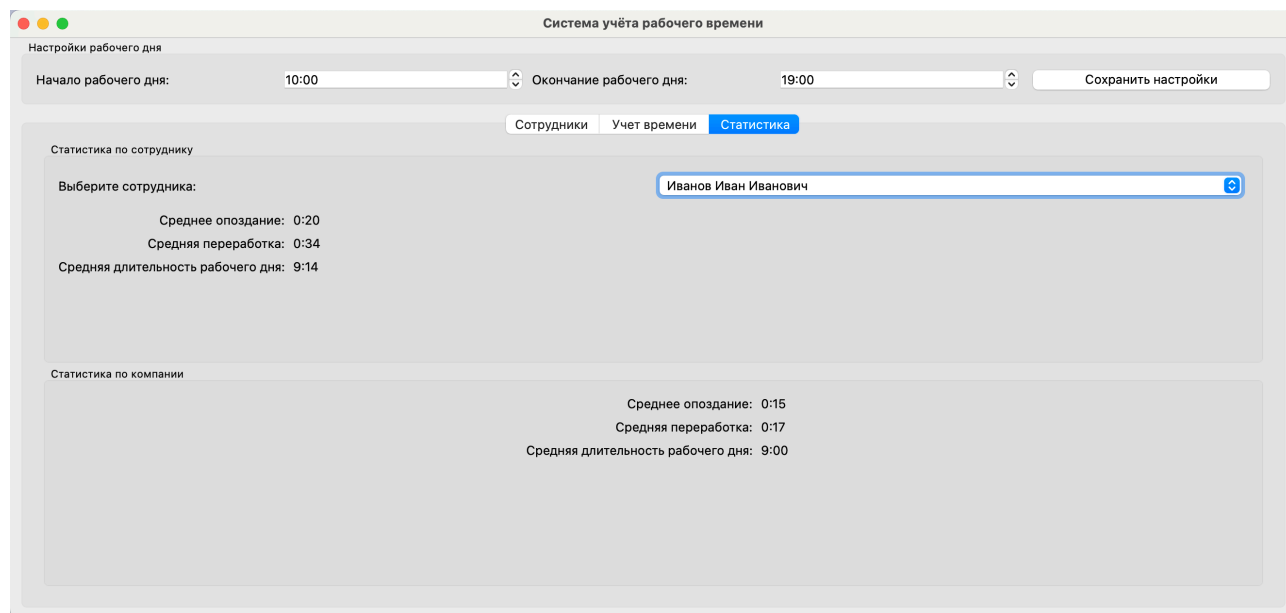 Система учёта рабочего времени
Настройки рабочего дня
Начало рабочего дня: 10:00 Окончание рабочего дня: 19:00 Сохранить настройки
Сотрудники Учет времени Статистика
Статистика по сотруднику
Выберите сотрудника: Иванов Иван Иванович
Среднее опоздание: 0:20
Средняя переработка: 0:34
Средняя длительность рабочего дня: 9:14
Статистика по компании
Среднее опоздание: 0:15
Средняя переработка: 0:17
Средняя длительность рабочего дня: 9:00